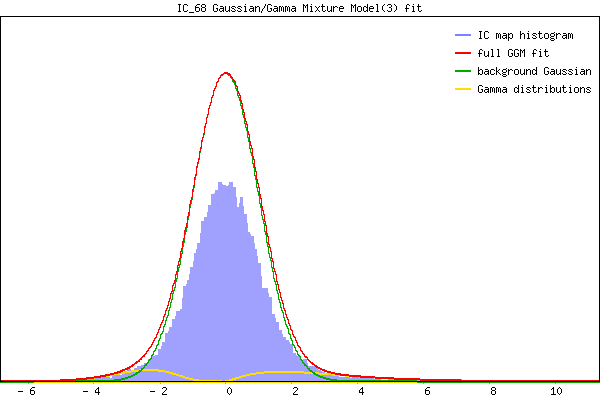 IC_68 Gaussian/Gamma Mixture Model(3) fit
IC map histogram
full GGM fit
background Gaussian
Gamma distributions
-6 -4 -2 0 2 4 6 8 10